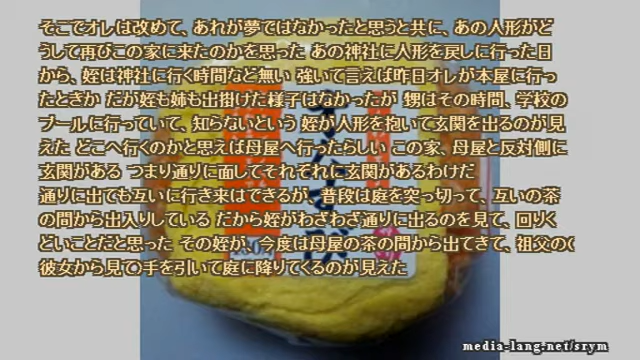 そこでオレは改めて、あれが夢ではなかったと思うと共に、あの人形がど
うして再びこの家に来たのかを思った あの神社に人形を戻しに行った日
から、姪は神社に行く時間など無い 強いて言えば昨日オレが本屋に行っ
たときか だが姪も姉も出掛けた様子はなかったが 甥はその時間、学校の
プールに行っていて、知らないという 姪が人形を抱いて玄関を出るのが見
えた どこへ行くのかと思えば母屋へ行ったらしい この家、母屋と反対側に
玄関がある つまり通りに面してそれぞれに玄関があるわけだ
通りに出ても互いに行き来はできるが、普段は庭を突っ切って、互いの茶
の間から出入りしている だから姪がわざわざ通りに出るのを見て、回りく
どいことだと思った その姪が、今度は母屋の茶の間から出てきて、祖父の(
彼女から見て)手を引いて庭に降りてくるのが見えた
media-lang.net/srym